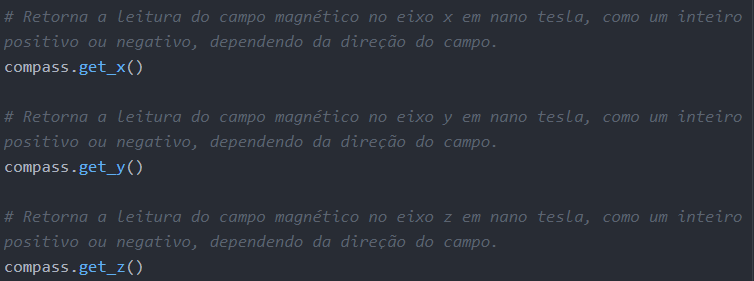 # Retorna a leitura do campo magnético no eixo x em nano tesla, como um inteiro
positivo ou negativo, dependendo da direção do campo.
compass.get_x()
# Retorna a leitura do campo magnético no eixo y em nano tesla, como um inteiro
positivo ou negativo, dependendo da direção do campo.
compass.get_y()
# Retorna a leitura do campo magnético no eixo z em nano tesla, como um inteiro
positivo ou negativo, dependendo da direção do campo.
compass.get_z()